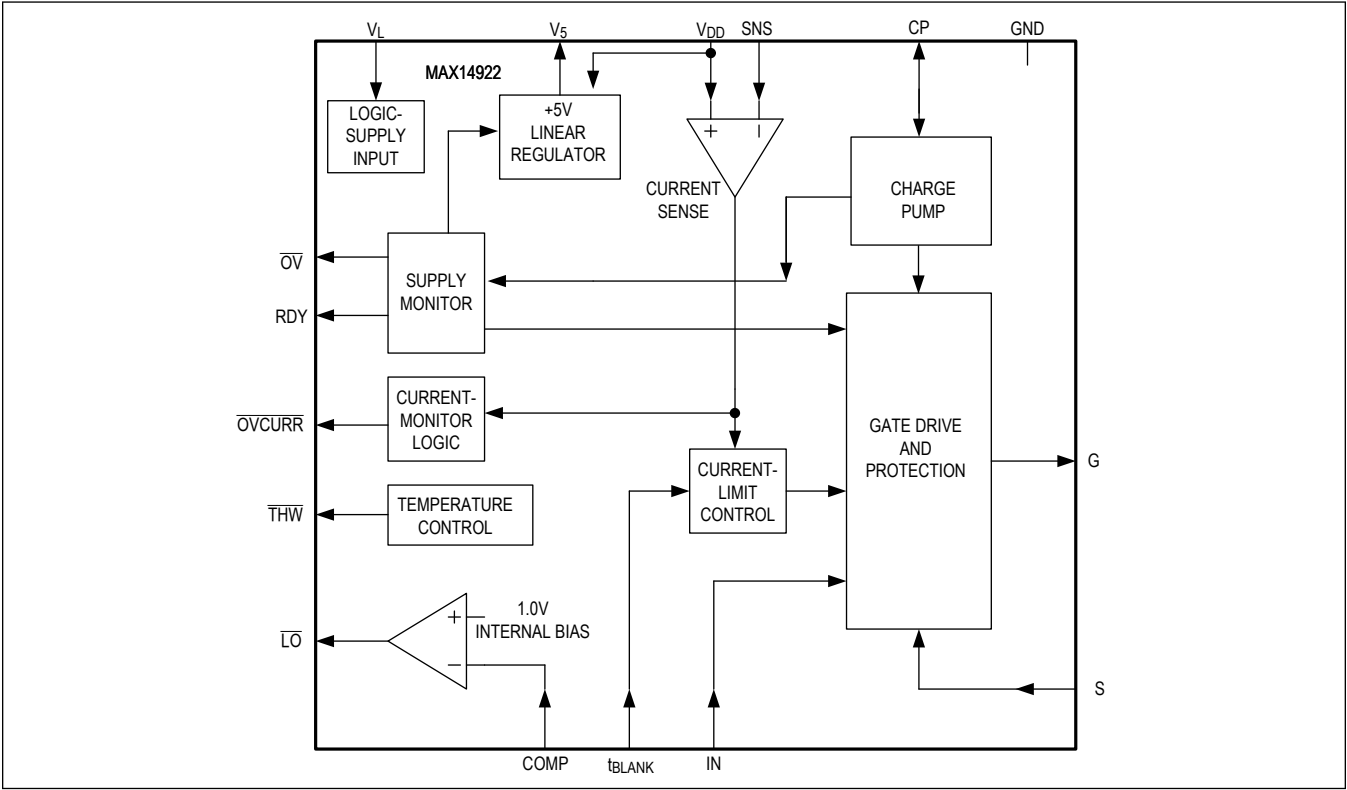 VL
V5
VDD
SNS
CP
GND
MAX14922
LOGIC-
SUPPLY
INPUT
+5V
LINEAR
REGULATOR
+
–
CURRENT
SENSE
CHARGE
PUMP
OV
RDY
SUPPLY
MONITOR
OVCURR
CURRENT-
MONITOR
LOGIC
GATE DRIVE
AND
PROTECTION
G
CURRENT-
LIMIT
CONTROL
THW
TEMPERATURE
CONTROL
LO
+
–
1.0V
INTERNAL BIAS
S
COMP
tBLANK
IN